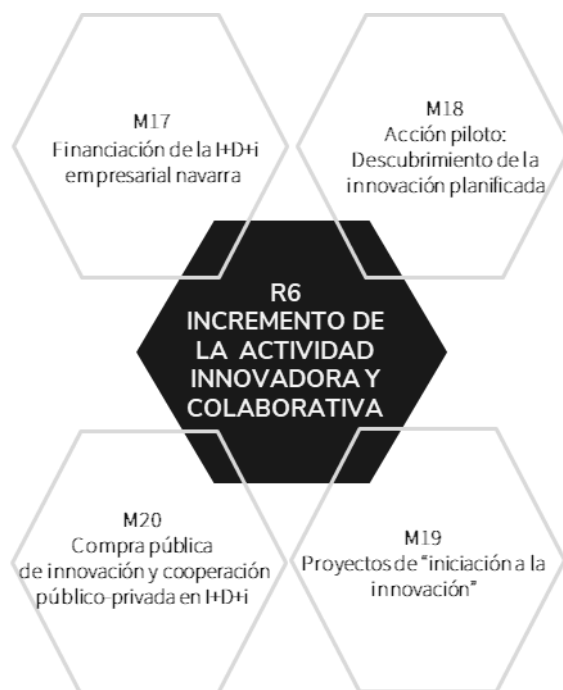 M17
Financiación de la I+D+i
empresarial navarra
M18
Acción piloto:
Descubrimiento de la
innovación planificada
R6
INCREMENTO DE
LA ACTIVIDAD
INNOVADORA Y
COLABORATIVA
M20
Compra pública
de innovación y cooperación
público-privada en I+D+i
M19
Proyectos de “iniciación a la
innovación”